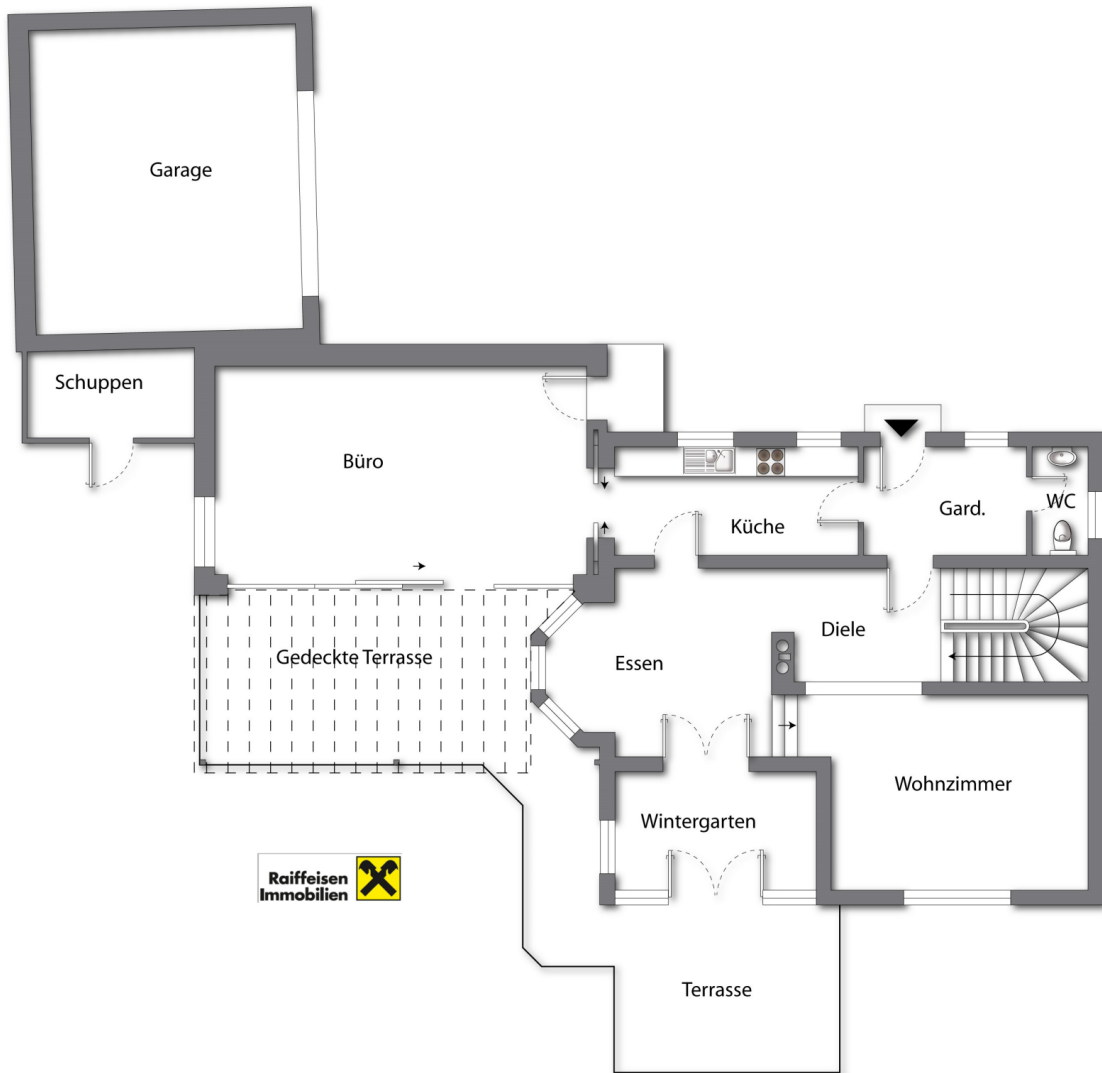 Garage
Schuppen
Büro
Küche
Gard.
WC
Diele
Essen
Gedeckte Terrasse
Wohnzimmer
Wintergarten
Raiffeisen
Immobilien
Terrasse